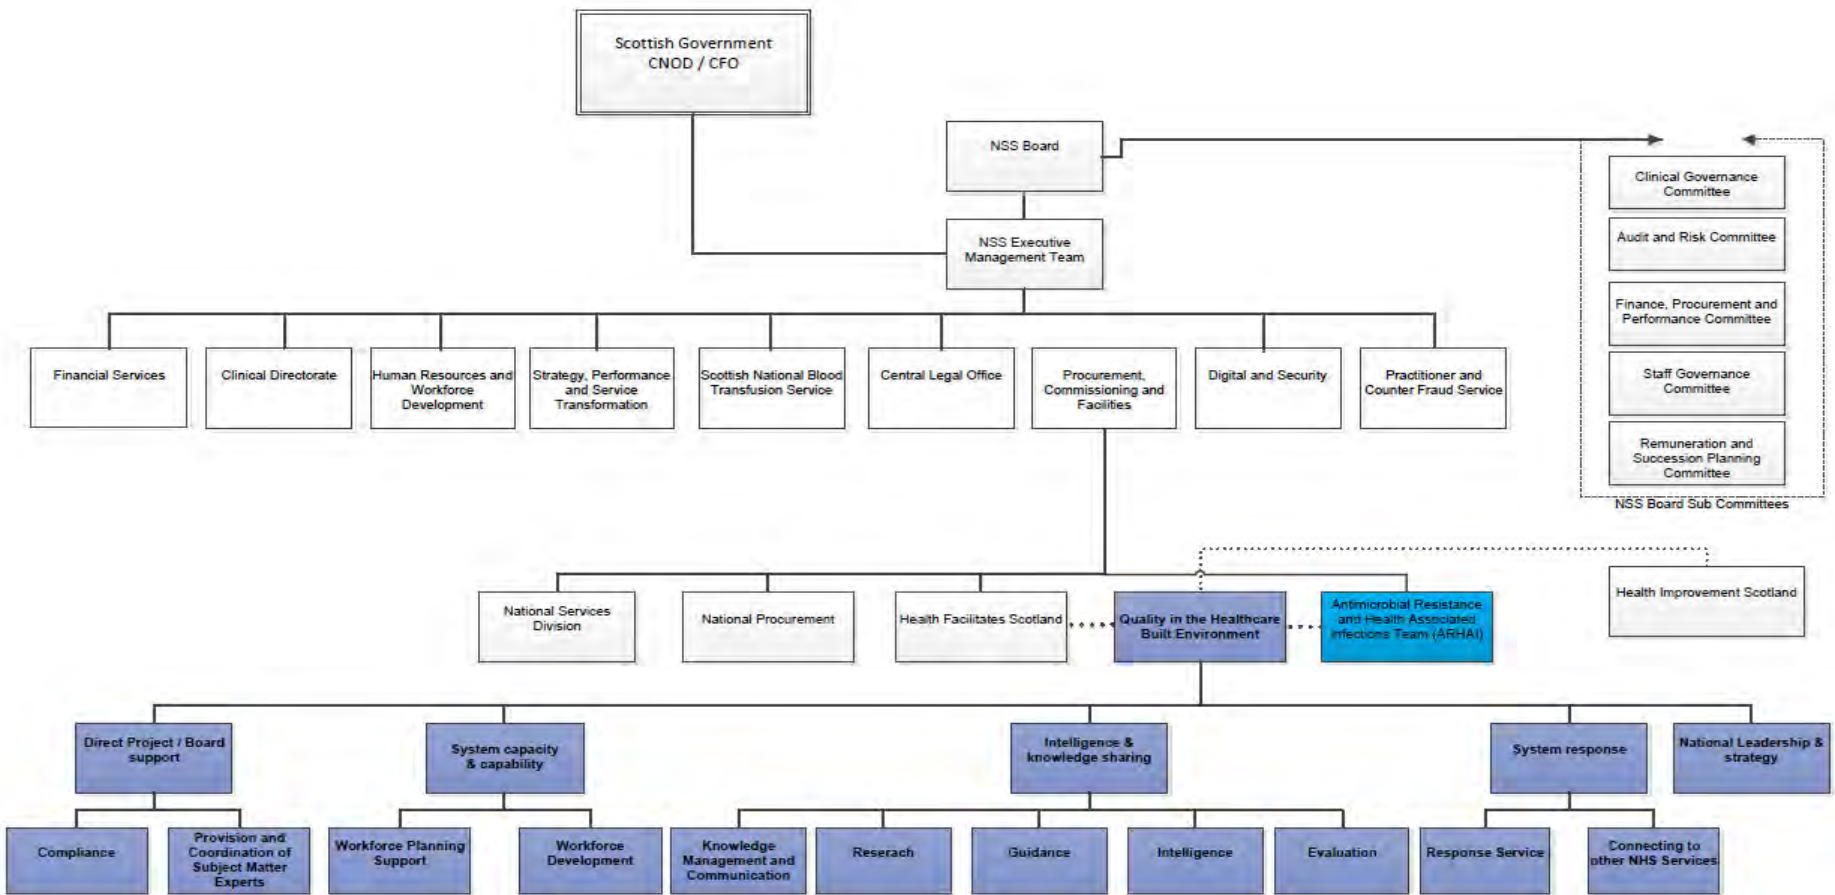 Scottish Government
CNOD / CFO
NSS Board
NSS Executive
Management Team
Clinical Governance
Committee
Audit and Risk Committee
Finance, Procurement and
Performance Committee
Staff Governance
Committee
Remuneration and
Succession Planning
Committee
NSS Board Sub Committees
Financial Services
Clinical Directorate
Human Resources and
Workforce
Development
Strategy, Performance
and Service
Transformation
Scottish National Blood
Transfusion Service
Central Legal Office
Procurement,
Commissioning and
Facilities
Digital and Security
Practitioner and
Counter Fraud Service
National Services
Division
National Procurement
Health Facilitates Scotland
Quality in the Healthcare
Built Environment
Antimicrobial Resistance
and Health Associated
Infections Team (ARHAI)
Health Improvement Scotland
Direct Project / Board
support
System capacity
& capability
Intelligence &
knowledge sharing
System response
National Leadership &
strategy
Compliance
Provision and
Coordination of
Subject Matter
Experts
Workforce Planning
Support
Workforce
Development
Knowledge
Management and
Communication
Reserach
Guidance
Intelligence
Evaluation
Response Service
Connecting to
other NHS Services